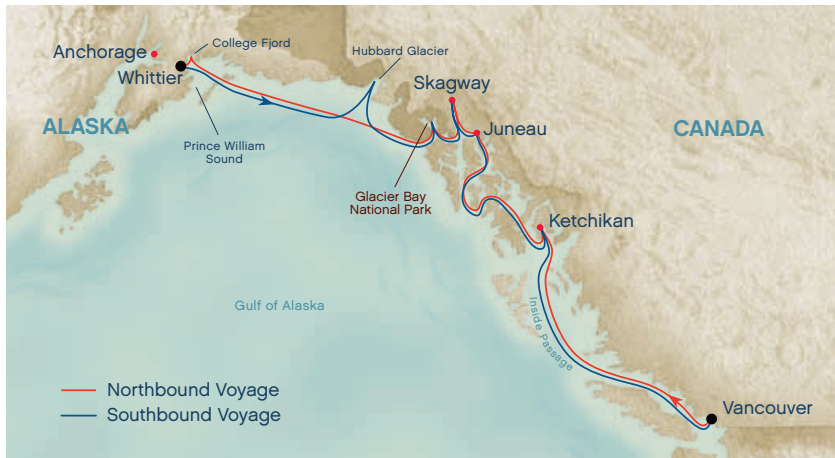 College Fjord
Anchorage
Hubbard Glacier
Whittier
Skagway
ALASKA
Juneau
CANADA
Prince William
Sound
Glacier Bay
National Park
Ketchikan
Gulf of Alaska
Inside Passage
Northbound Voyage
Southbound Voyage
Vancouver